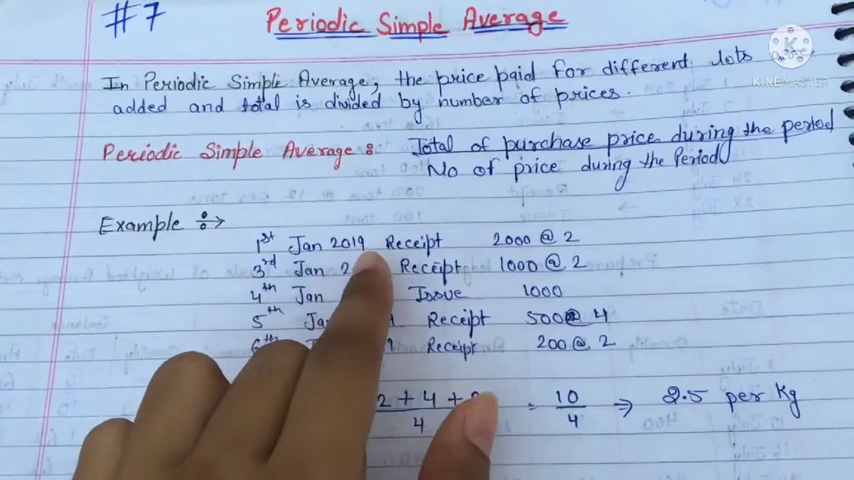 #7
Periodic Simple Average
In Periodic Simple Average, the price paid for different lots
added and total is divided by number of prices.
Periodic Simple Average : Total of purchase price during the period
No of price during the Period
Example ÷→
1st Jan 2019 Receipt 2000 @ 2
3rd Jan Receipt 1000 @ 2
4th Jan Issue 1000
5th Receipt 500 @ 4
6th Receipt 200 @ 2
2 + 4 +
4
= 10
4
⇒ 2.5 per Kg
KINEMASTER